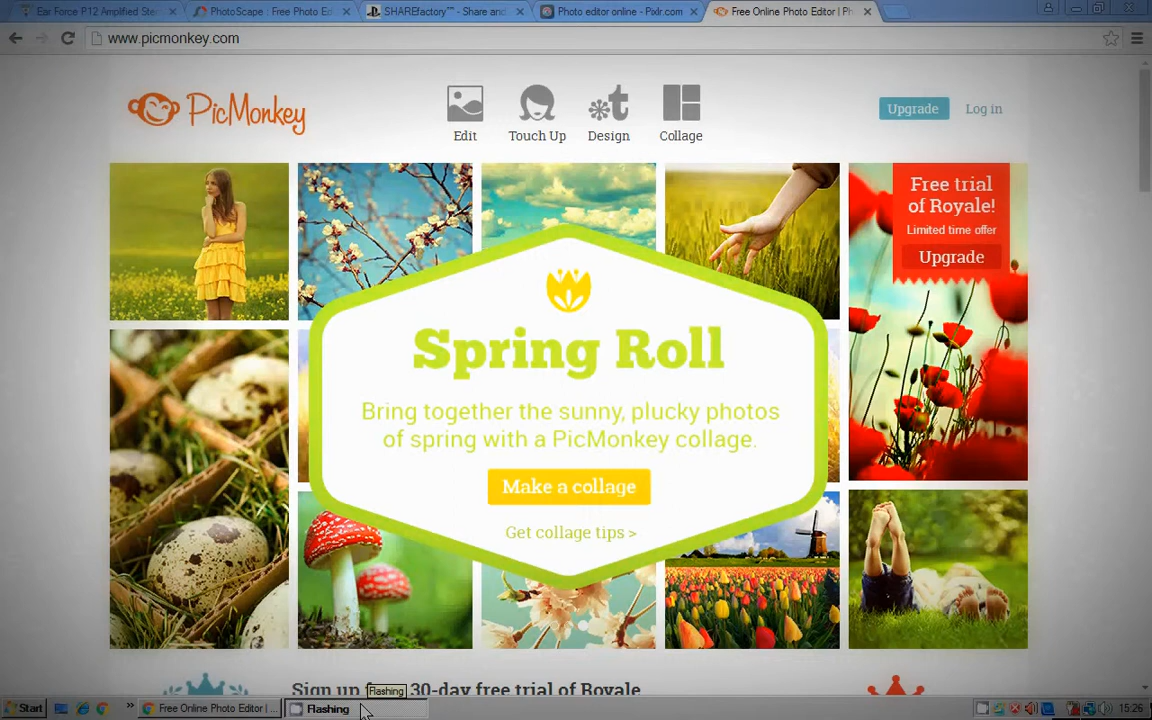 Ear Force P12 Amplified Ste
PhotoScape : Free Photo Ed
SHAREfactory™ - Share and
Photo editor online - Pixlr.com
Free Online Photo Editor | Ph
www.picmonkey.com
PicMonkey
Edit
Touch Up
Design
Collage
Upgrade
Log in
Free trial
of Royale!
Limited time offer
Upgrade
Spring Roll
Bring together the sunny, plucky photos
of spring with a PicMonkey collage.
Make a collage
Get collage tips >
Sign up 30-day free trial of Royale
Flashing
Start
Free Online Photo Editor | ...
Flashing
15:26